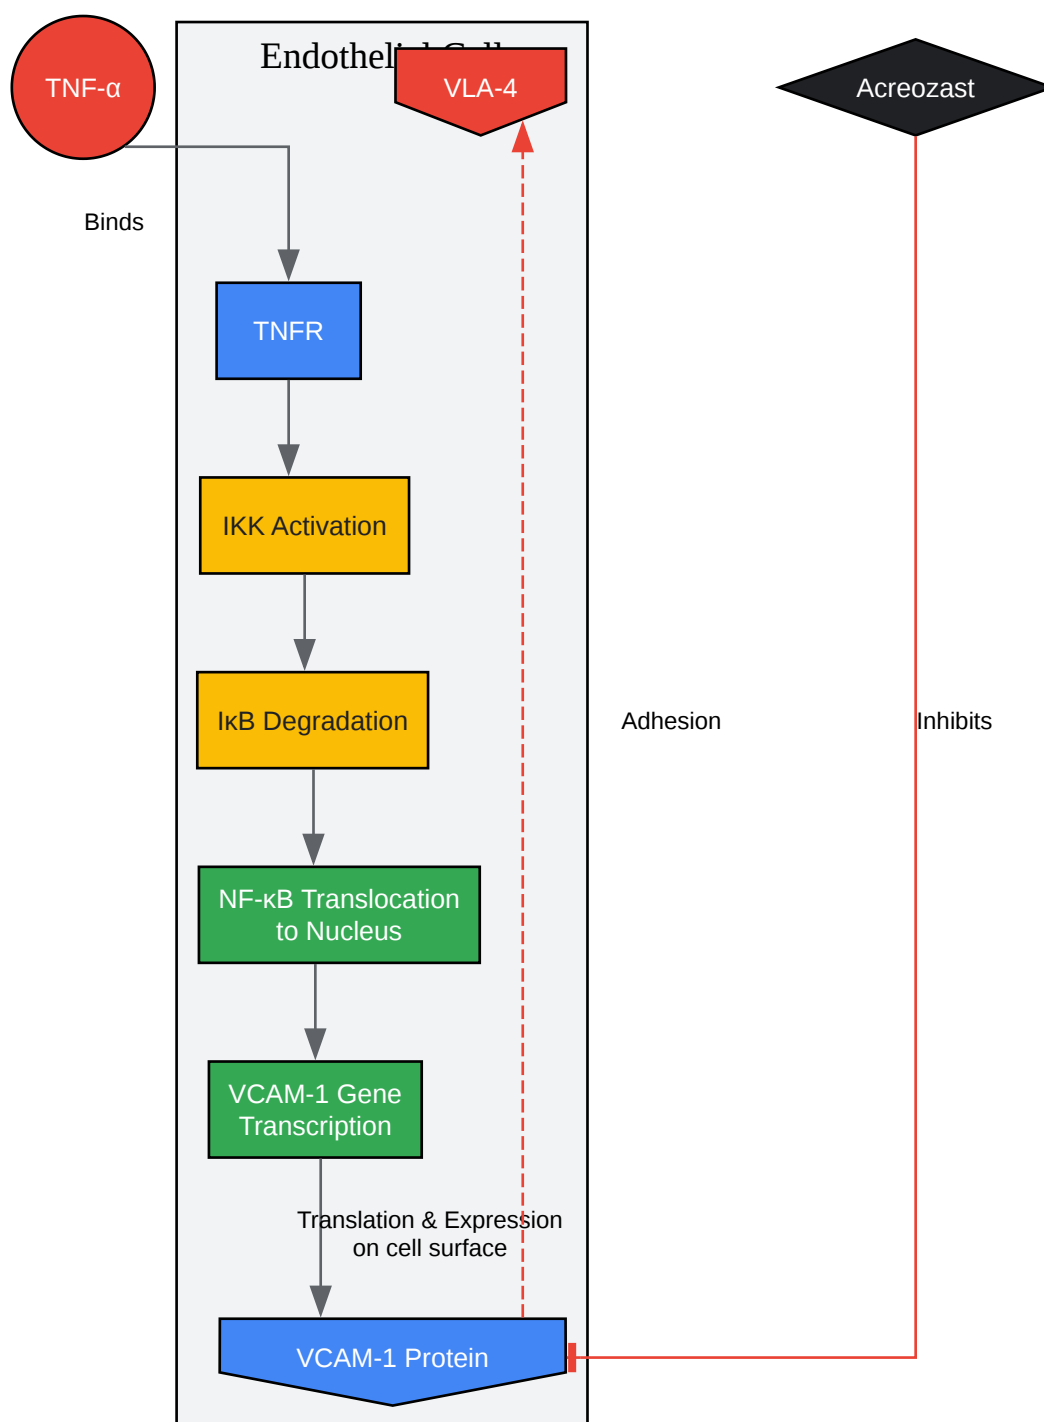 TNF-α
VLA-4
Acreozast
Binds
TNFR
IKK Activation
IκB Degradation
Adhesion
Inhibits
NF-κB Translocation
to Nucleus
VCAM-1 Gene
Transcription
Translation & Expression
on cell surface
VCAM-1 Protein